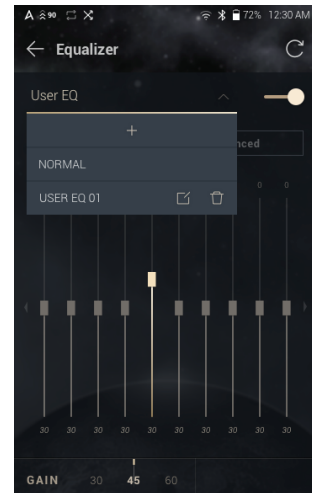 A 90 72% 12:30 AM
Equalizer
User EQ
+
nced
NORMAL
USER EQ 01
0 0
30 30 30 30 30 30 30 30 30 30
GAIN 30 45 60